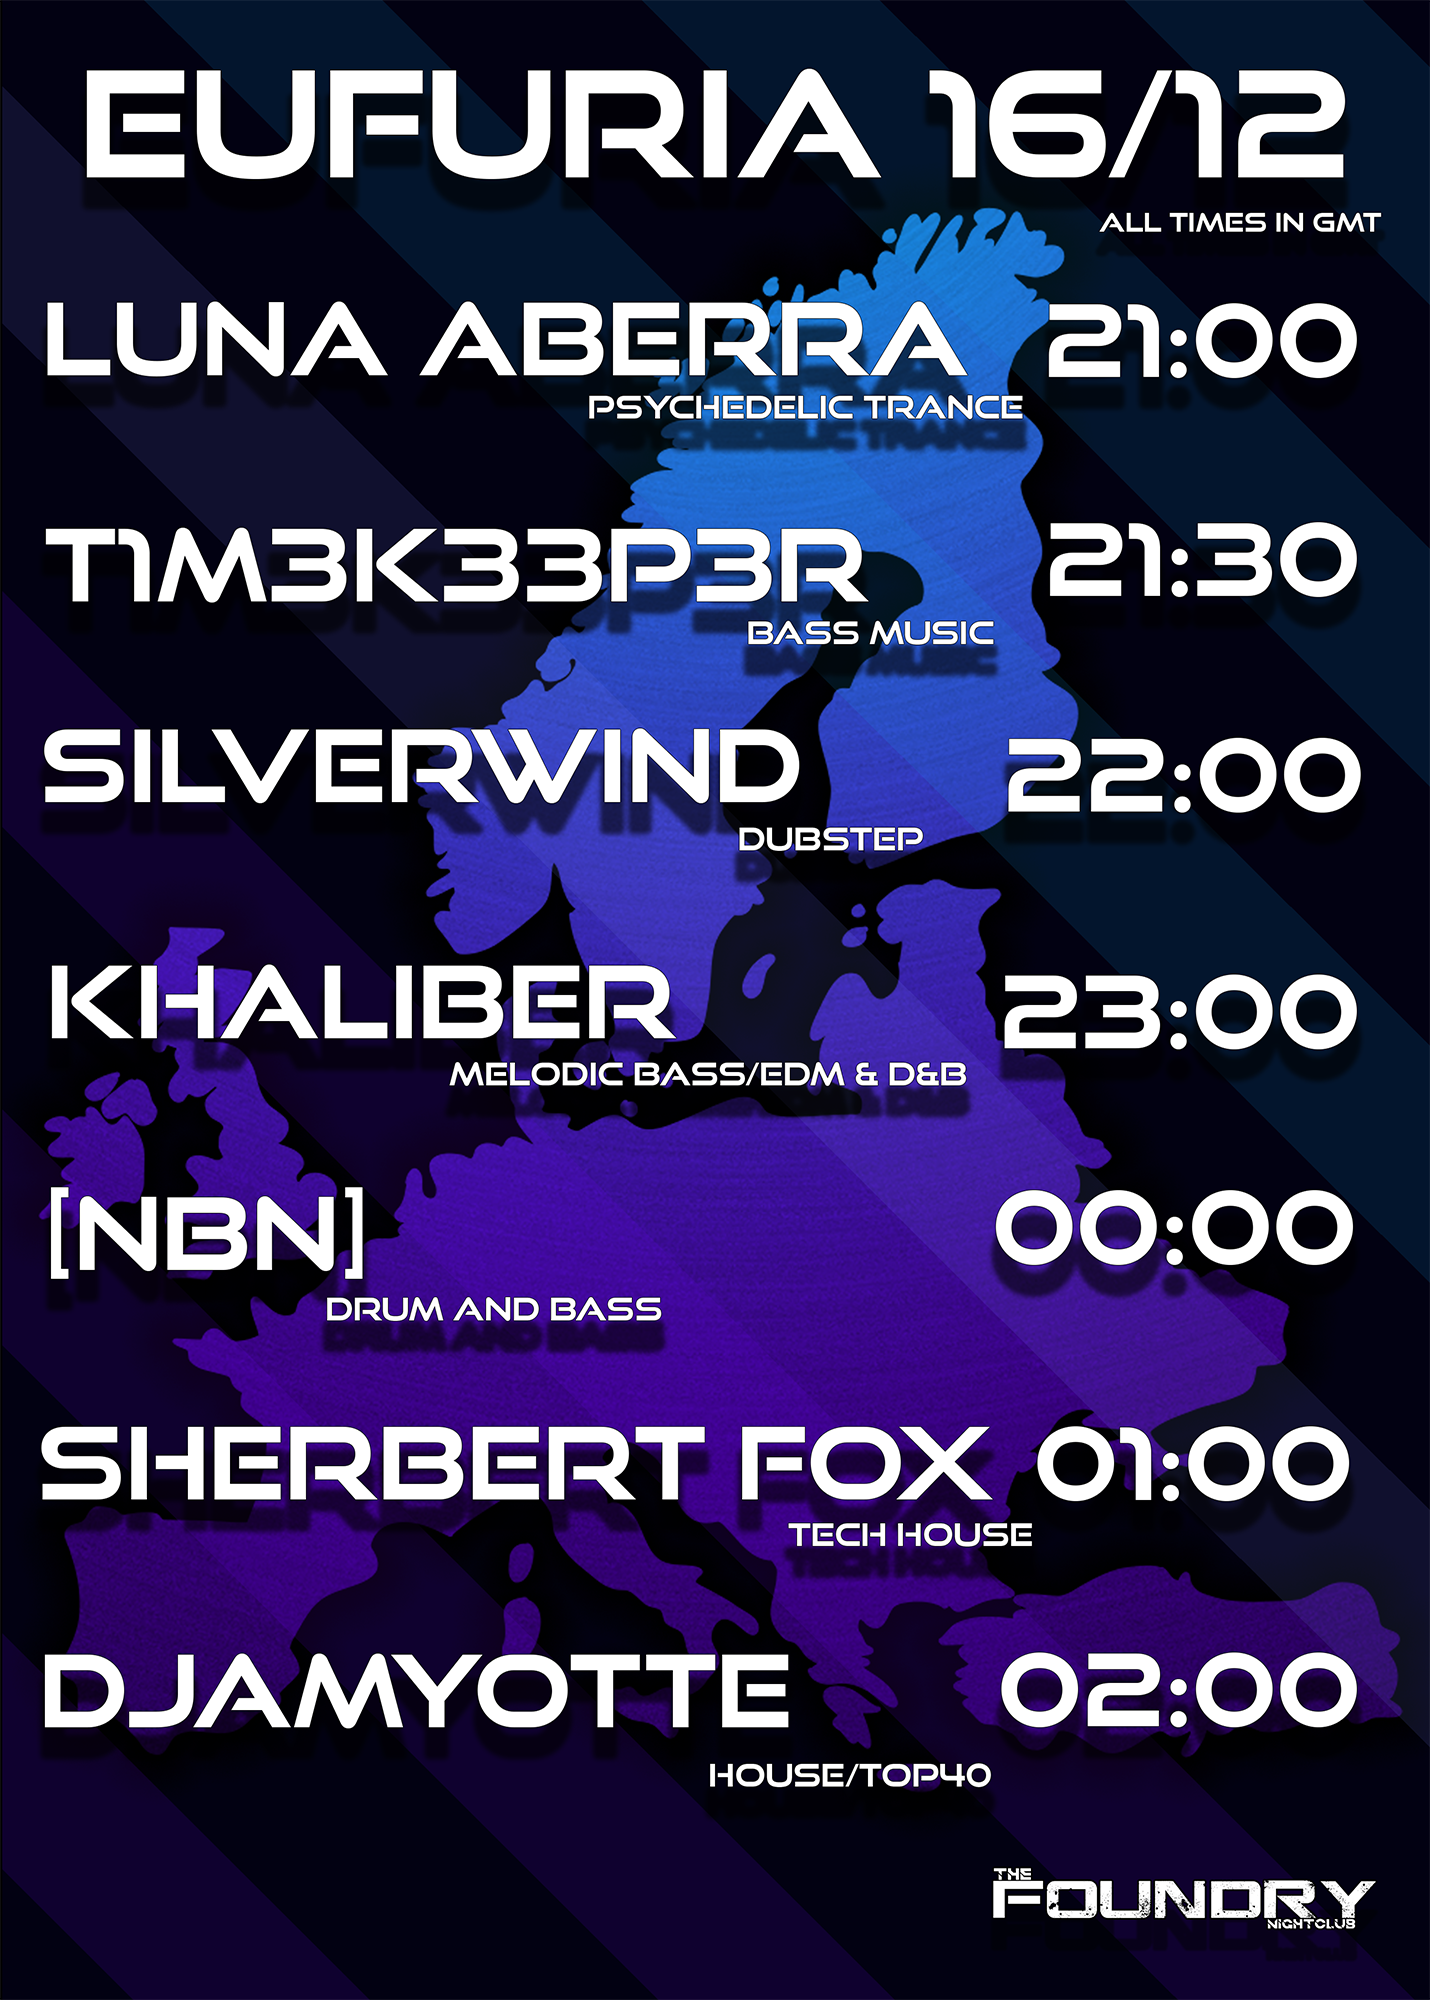 EUFURIA 16/12
ALL TIMES IN GMT
LUNA ABERRA 21:00
PSYCHEDELIC TRANCE
T1M3K33P3R 21:30
BASS MUSIC
SILVERWIND 22:00
DUBSTEP
KHALIBER 23:00
MELODIC BASS/EDM & D&B
[NBN] 00:00
DRUM AND BASS
SHERBERT FOX 01:00
TECH HOUSE
DJAMYOTTE 02:00
HOUSE/TOP40
THE
FOUNDRY
NIGHTCLUB